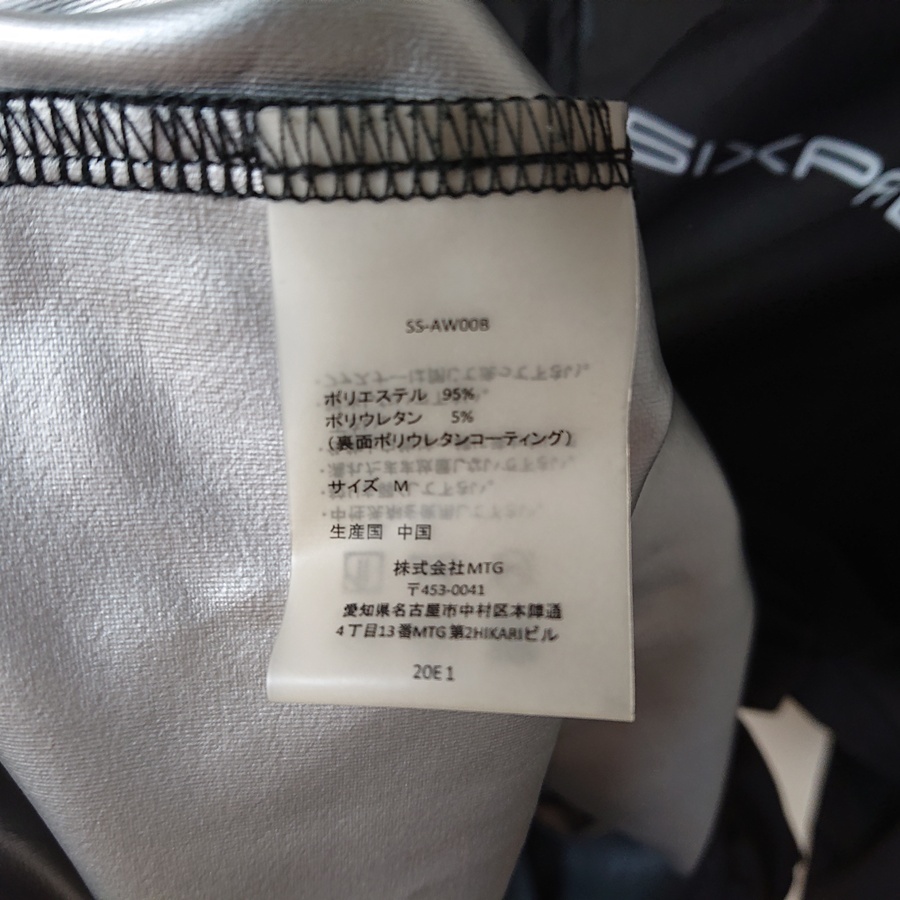 SIXPA
SS-AW00B
ポリエステル 95%
ポリウレタン 5%
(裏面ポリウレタンコーティング)
サイズ M
生産国 中国
株式会社MTG
〒453-0041
愛知県名古屋市中村区本陣通
4丁目13番MTG第2HIKARIビル
20E1